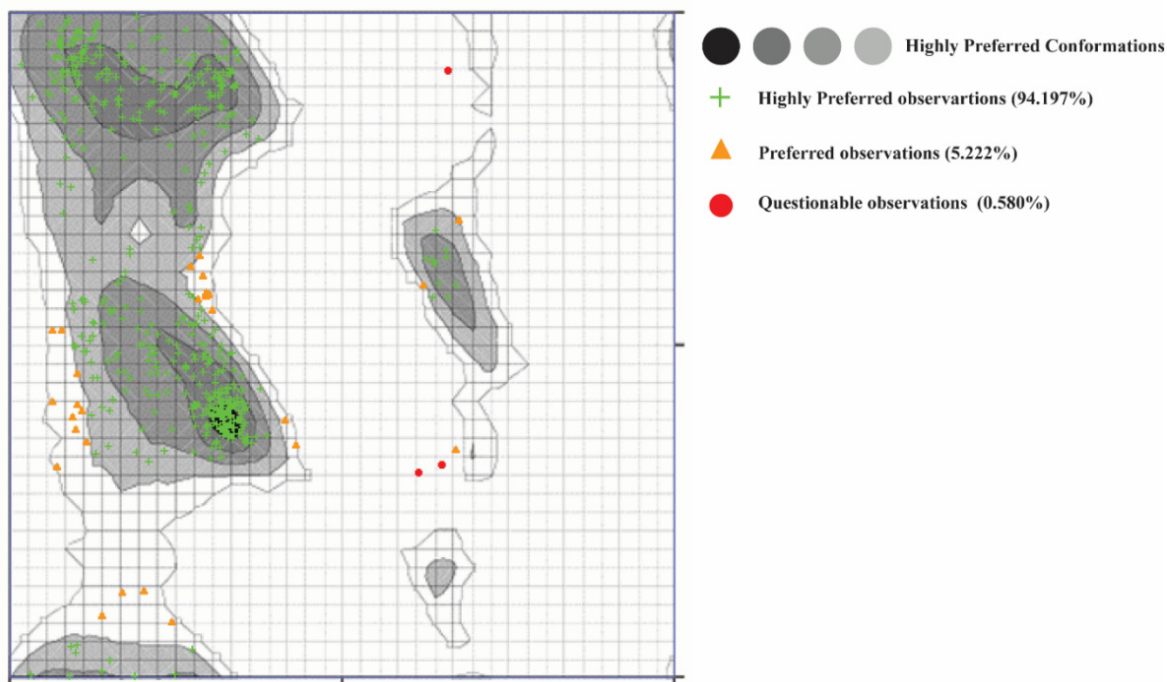 Highly Preferred Conformations
Highly Preferred observartions (94.197%)
Preferred observations (5.222%)
Questionable observations (0.580%)